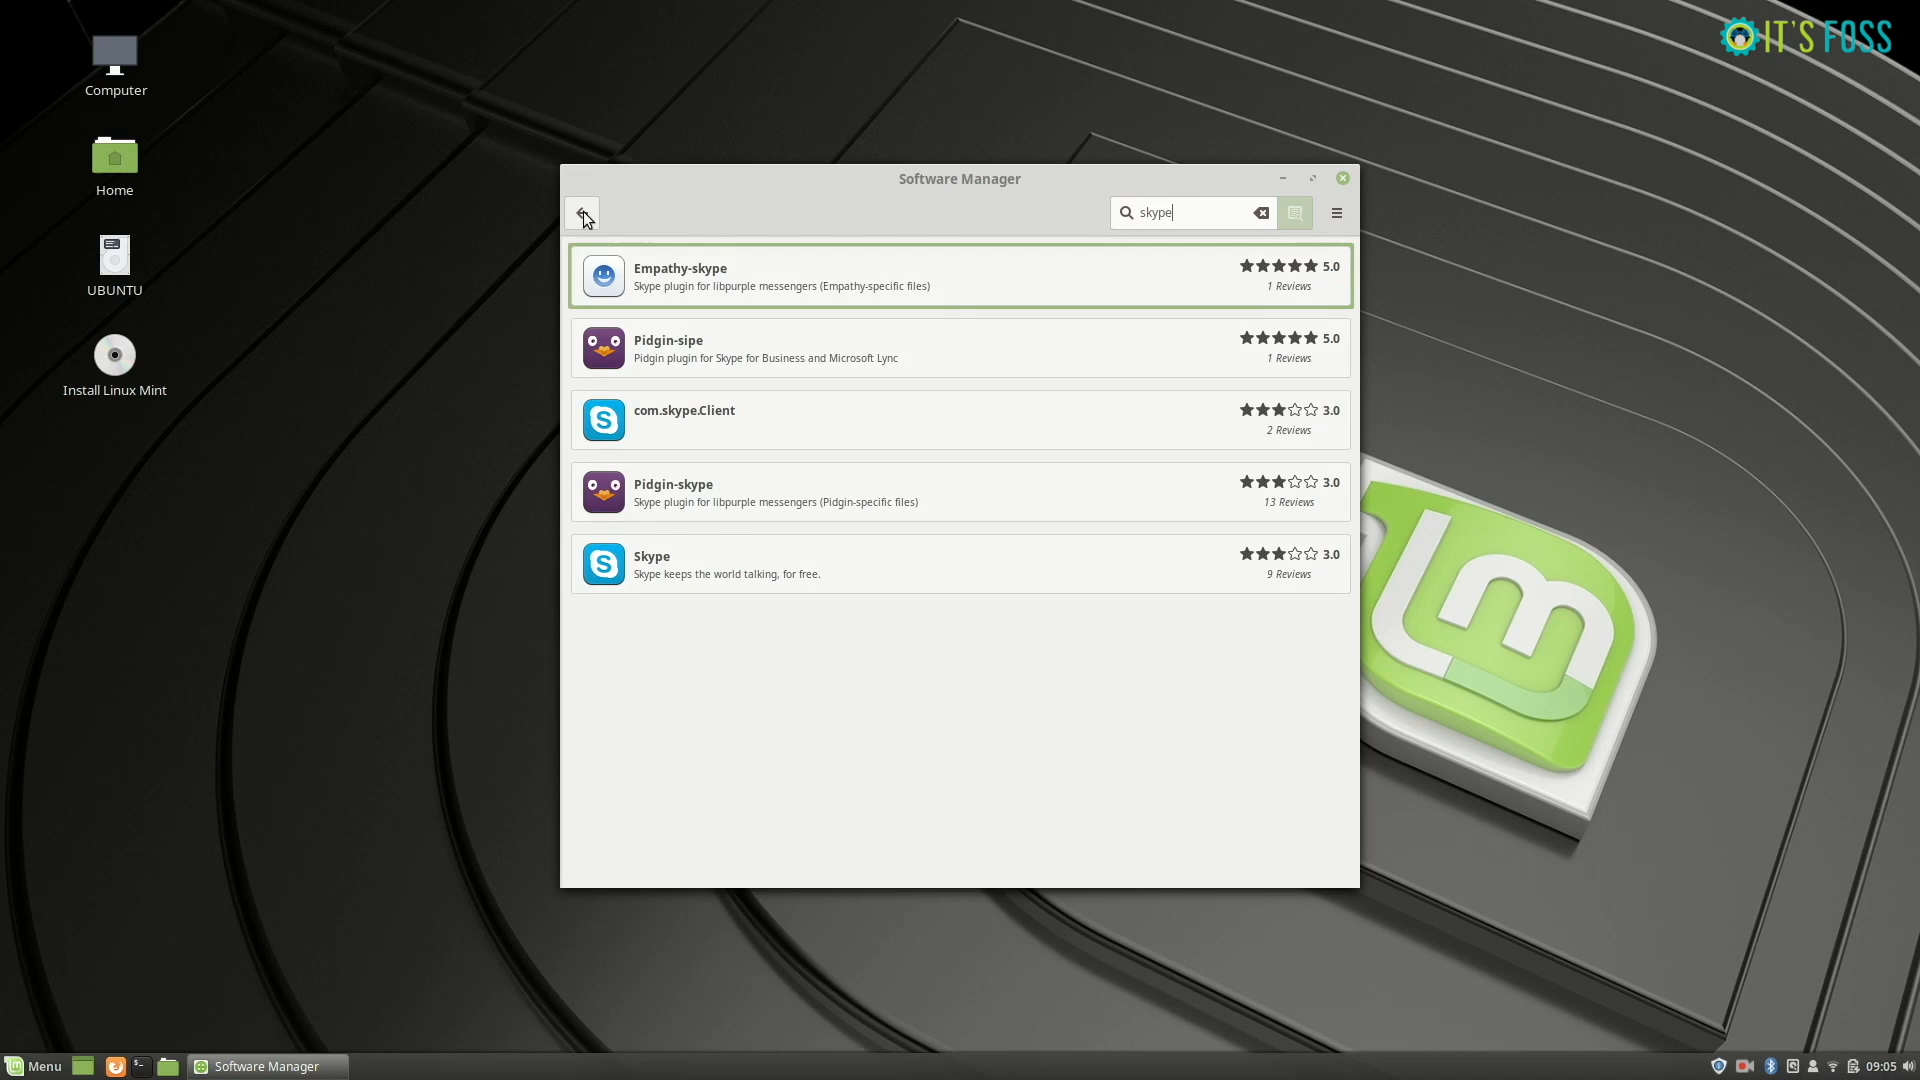 IT'S FOSS
Computer
Home
UBUNTU
Install Linux Mint
Software Manager
skype
Empathy-skype
5.0
Skype plugin for libpurple messengers (Empathy-specific files)
1 Reviews
Pidgin-sipe
5.0
Pidgin plugin for Skype for Business and Microsoft Lync
1 Reviews
com.skype.Client
3.0
2 Reviews
Pidgin-skype
3.0
Skype plugin for libpurple messengers (Pidgin-specific files)
13 Reviews
Skype
3.0
Skype keeps the world talking, for free.
9 Reviews
Menu
Software Manager
09:05